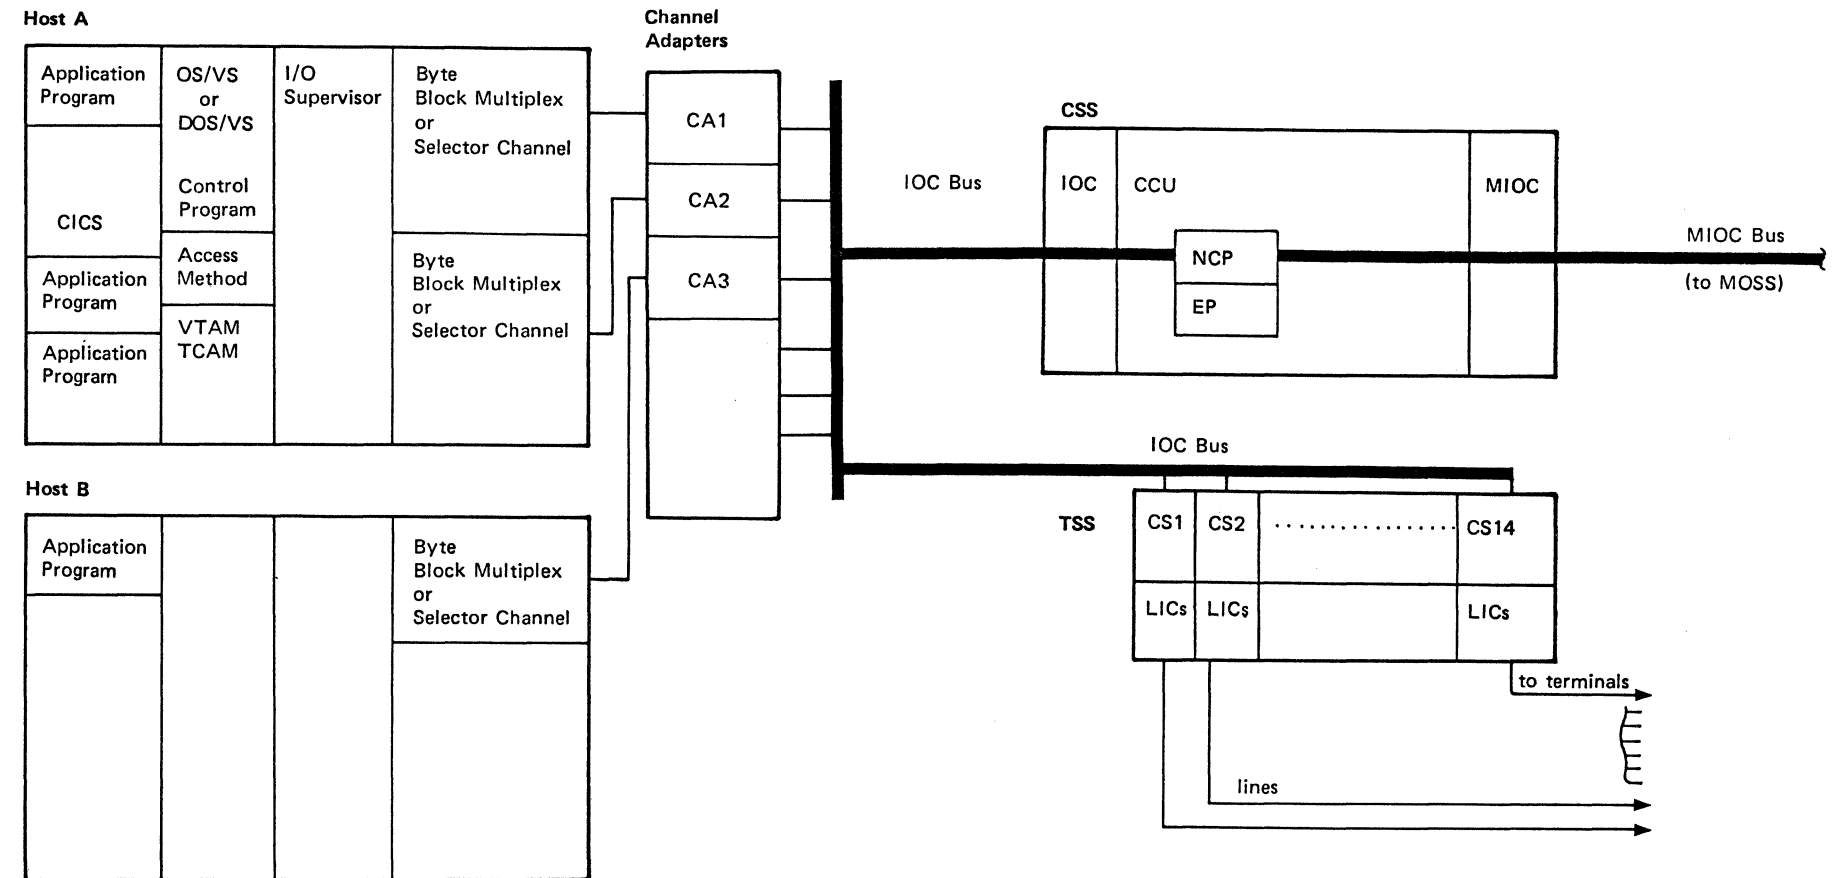 Host A
Application
Program
CICS
Application
Program
Application
Program
OS/VS
or
DOS/VS
Control
Program
Access
Method
VTAM
TCAM
I/O
Supervisor
Byte
Block Multiplex
or
Selector Channel
Byte
Block Multiplex
or
Selector Channel
Host B
Application
Program
Byte
Block Multiplex
or
Selector Channel
Channel
Adapters
CA1
CA2
CA3
IOC Bus
CSS
IOC
CCU
MIOC
NCP
EP
MIOC Bus
(to MOSS)
IOC Bus
TSS
CS1
CS2
................
CS14
LICs
LICs
LICs
to terminals
lines